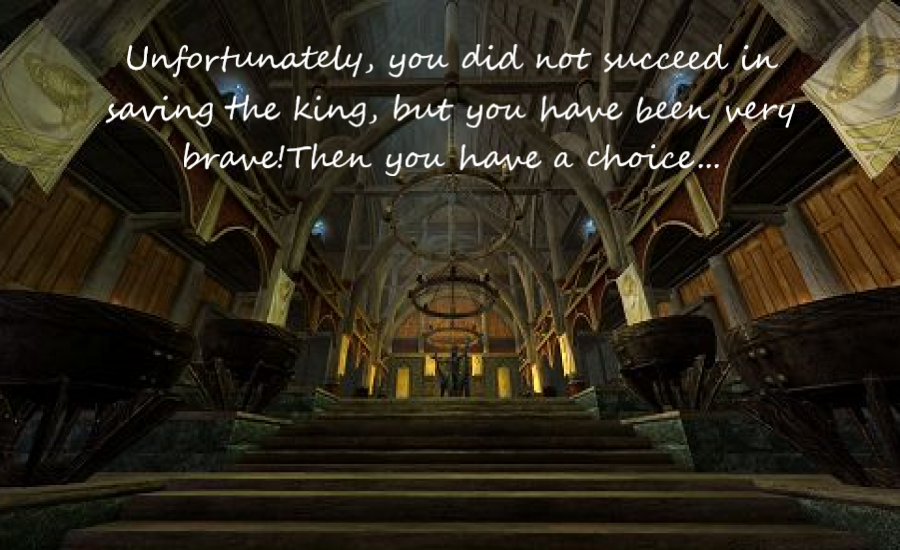 Unfortunately, you did not succeed in
saving the king, but you have been very
brave!Then you have a choice...